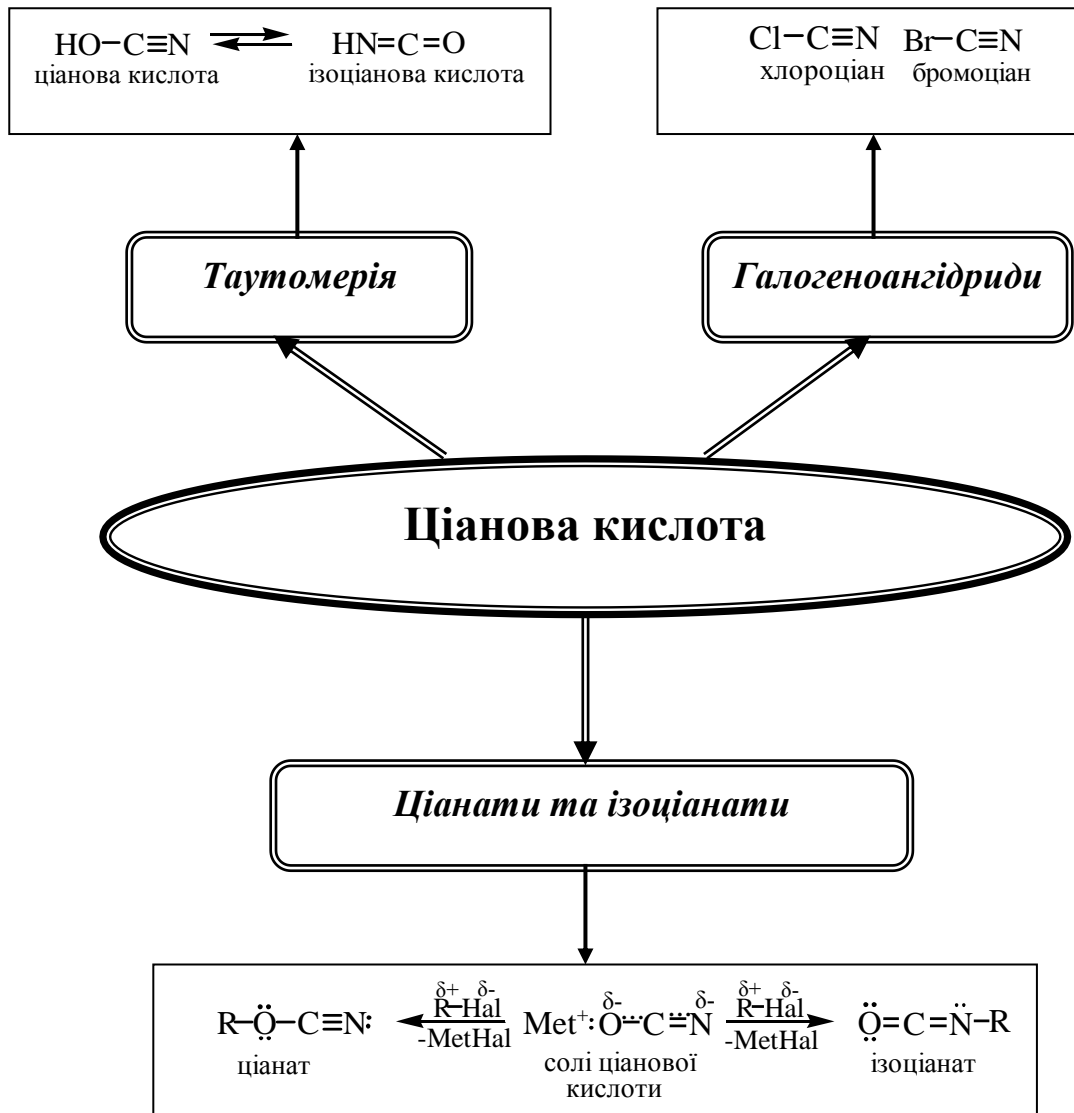 HO−C≡N ⇌ HN=C=O
ціанова кислота ізоціанова кислота
Cl−C≡N Br−C≡N
хлороціан бромоціан
Таутомерія
Галогеноангідриди
Ціанова кислота
Ціанати та ізоціанати
δ+ δ- δ- δ- δ+ δ-
R−O−C≡N: R−Hal Met⁺:O⋯C⋯N R−Hal O=C=N−R
-MetHal -MetHal
ціанат солі ціанової ізоціанат
кислоти